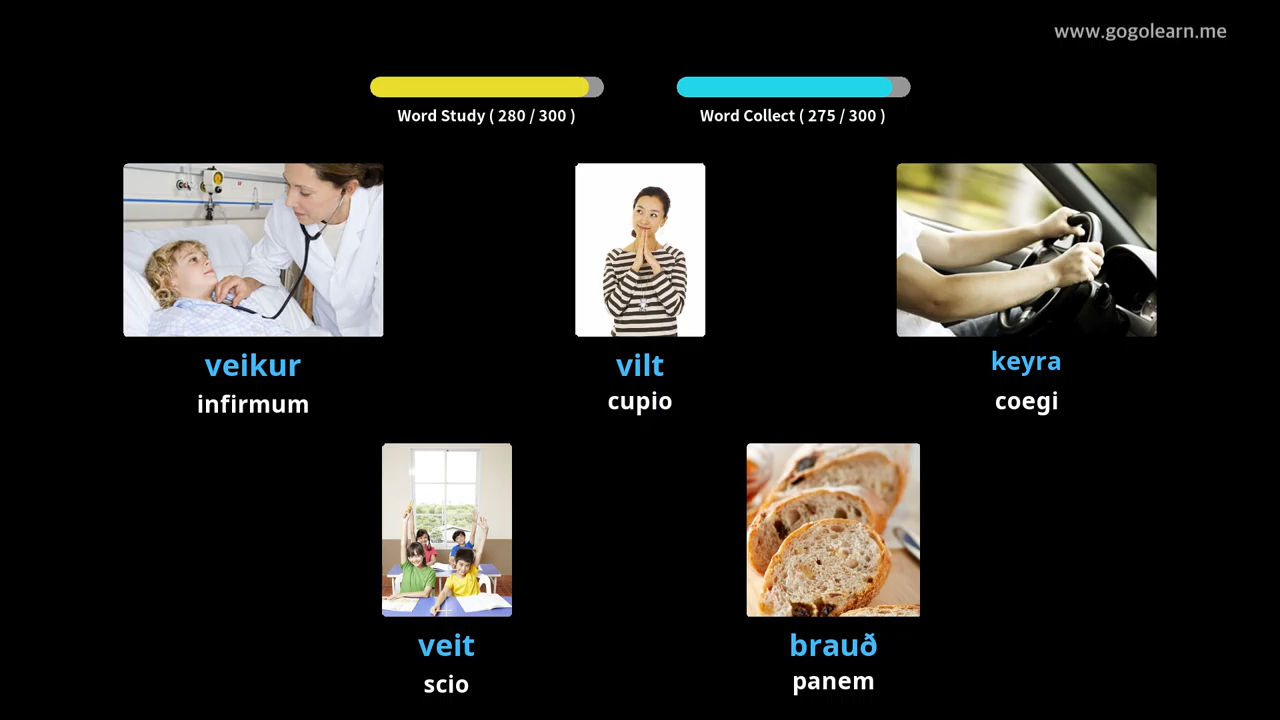 www.gogolearn.me
Word Study ( 280 / 300 )
Word Collect ( 275 / 300 )
veikur
infirmum
vilt
cupio
keyra
coegi
veit
scio
brauð
panem